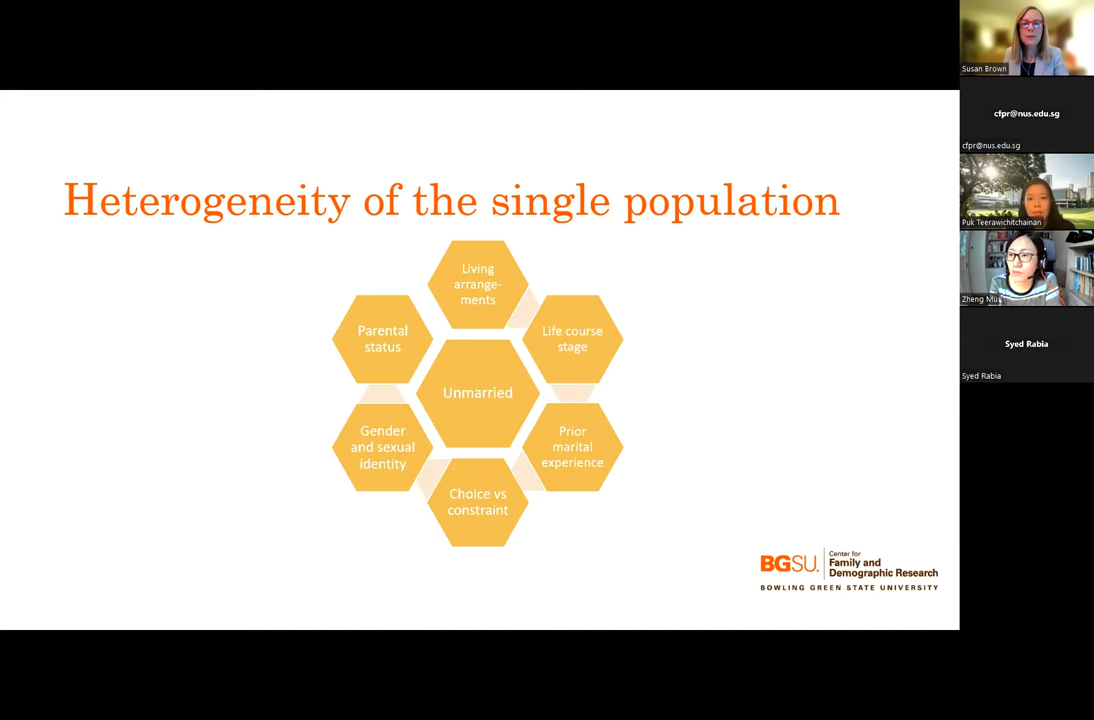 Heterogeneity of the single population
Living
arrange-
ments
Parental
status
Life course
stage
Unmarried
Gender
and sexual
identity
Prior
marital
experience
Choice vs
constraint
BGSU.
Center for
Family and
Demographic Research
BOWLING GREEN STATE UNIVERSITY
Susan Brown
cfpr@nus.edu.sg
cfpr@nus.edu.sg
Puk Teerawichitchainan
Zheng Mu
Syed Rabia
Syed Rabia